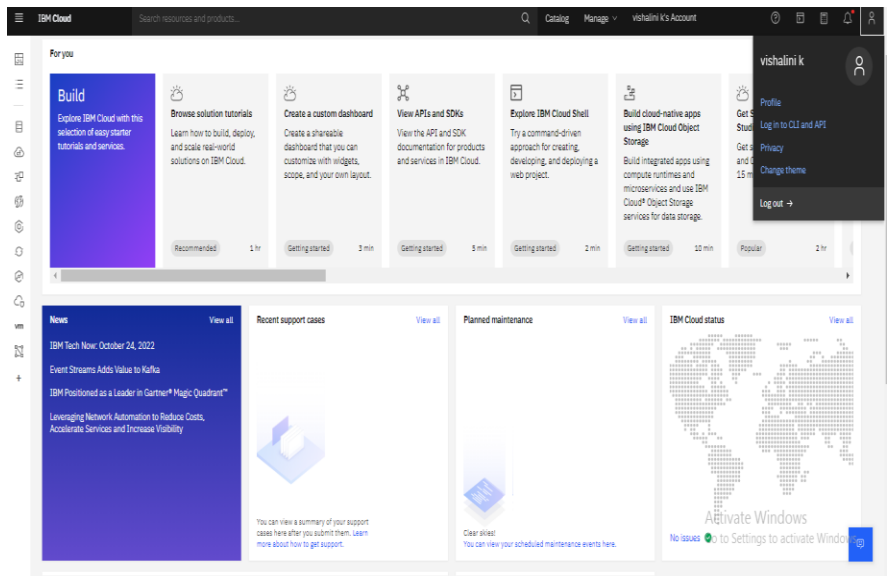 IBM Cloud
Search resources and products...
Catalog
Manage
vishalini k's Account
For you
Build
Explore IBM Cloud with this
selection of easy starter
tutorials and services.
Browse solution tutorials
Learn how to build, deploy,
and scale real-world
solutions on IBM Cloud.
Recommended
1 hr
Create a custom dashboard
Create a shareable
dashboard that you can
customize with widgets,
scope, and your own layout.
Getting started
3 min
View APIs and SDKs
View the API and SDK
documentation for products
and services in IBM Cloud.
Getting started
5 min
Explore IBM Cloud Shell
Try a command-driven
approach for creating,
developing, and deploying a
web project.
Getting started
2 min
Build cloud-native apps
using IBM Cloud Object
Storage
Build integrated apps using
compute runtimes and
microservices and use IBM
Cloud® Object Storage
services for data storage.
Getting started
10 min
Get S
Stud
Get s
and C
15 m
Popular
2 hr
vishalini k
Profile
Log in to CLI and API
Privacy
Change theme
Log out →
vm
News
View all
IBM Tech Now: October 24, 2022
Event Streams Adds Value to Kafka
IBM Positioned as a Leader in Gartner® Magic Quadrant™
Leveraging Network Automation to Reduce Costs,
Accelerate Services and Increase Visibility
Recent support cases
View all
You can view a summary of your support
cases here after you submit them. Learn
more about how to get support.
Planned maintenance
View all
Clear skies!
You can view your scheduled maintenance events here.
IBM Cloud status
View all
No issues
Activate Windows
Go to Settings to activate Windows